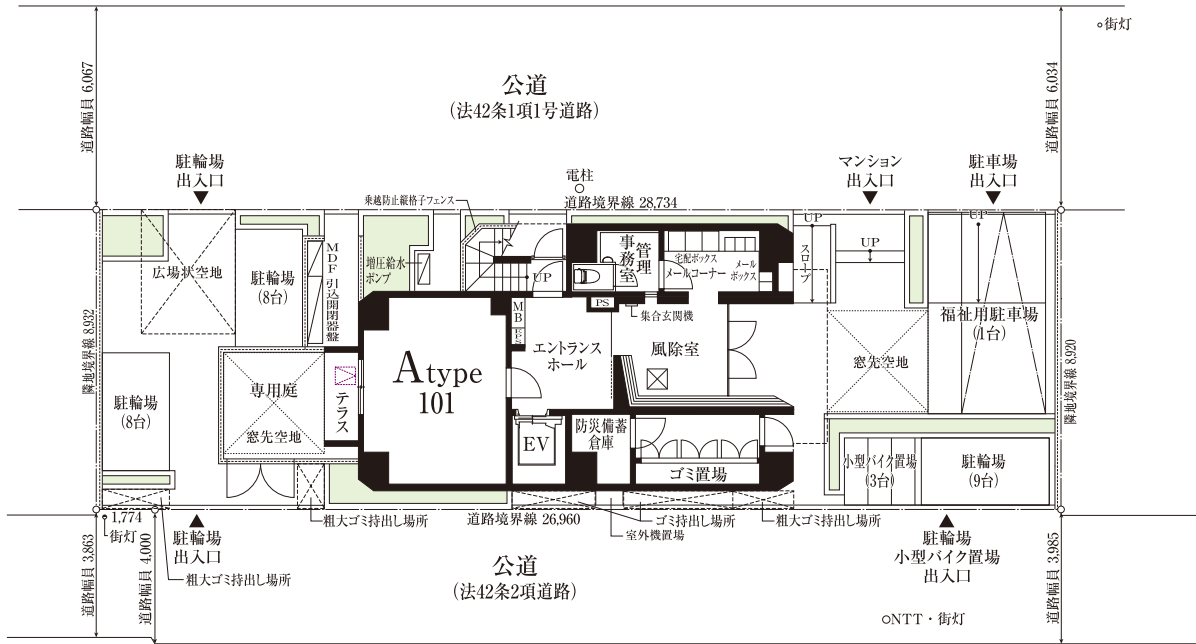 街灯
道路幅員 6.067
公道
(法42条1項1号道路)
道路幅員 6.034
駐輪場
出入口
電柱
マンション
出入口
駐車場
出入口
乗越防止縦格子フェンス
道路境界線 28,734
広場状空地
駐輪場
(8台)
MDF
引込開閉器盤
増圧給水
ポンプ
UP
管理
事務室
宅配ボックス
メールコーナー
メール
ボックス
UP
スロープ
UP
UP
隣地境界線 8,932
駐輪場
(8台)
専用庭
窓先空地
テラス
A type
101
MB
PS
集合玄関機
エントランス
ホール
風除室
窓先空地
福祉用駐車場
(1台)
隣地境界線 8,920
EV
防災備蓄
倉庫
ゴミ置場
小型バイク置場
(3台)
駐輪場
(9台)
1,774
街灯
駐輪場
出入口
粗大ゴミ持出し場所
粗大ゴミ持出し場所
道路境界線 26,960
ゴミ持出し場所
室外機置場
粗大ゴミ持出し場所
駐輪場
小型バイク置場
出入口
道路幅員 3,863
道路幅員 4.000
公道
(法42条2項道路)
道路幅員 3,985
NTT・街灯